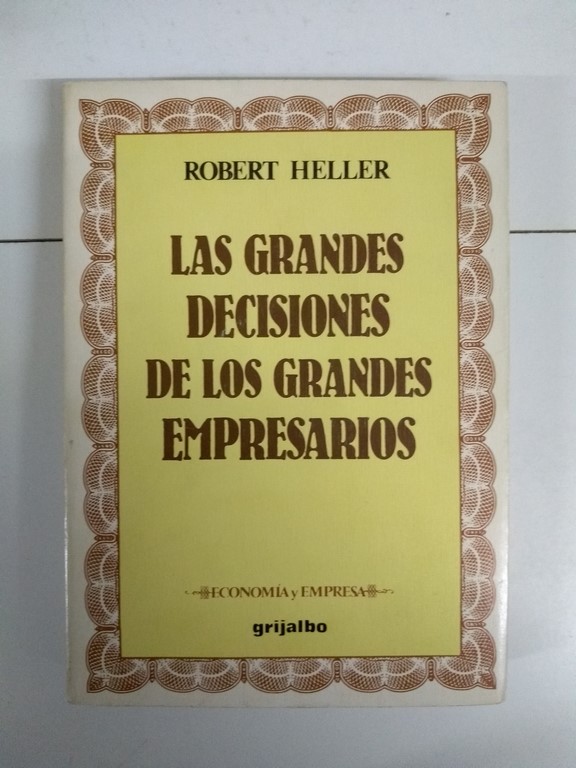 ROBERT HELLER
LAS GRANDES
DECISIONES
DE LOS GRANDES
EMPRESARIOS
ECONOMÍA y EMPRESA
grijalbo